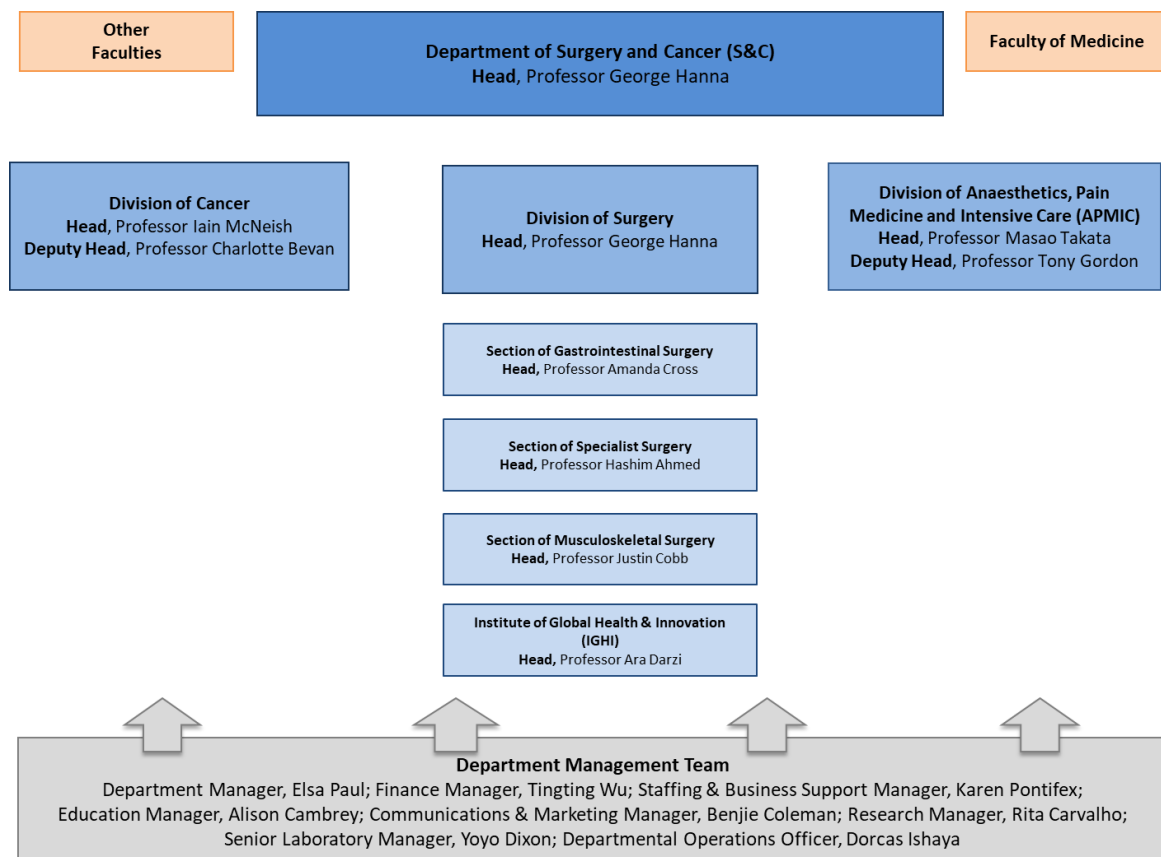 Other
Faculties
Department of Surgery and Cancer (S&C)
Head, Professor George Hanna
Faculty of Medicine
Division of Cancer
Head, Professor Iain McNeish
Deputy Head, Professor Charlotte Bevan
Division of Surgery
Head, Professor George Hanna
Division of Anaesthetics, Pain
Medicine and Intensive Care (APMIC)
Head, Professor Masao Takata
Deputy Head, Professor Tony Gordon
Section of Gastrointestinal Surgery
Head, Professor Amanda Cross
Section of Specialist Surgery
Head, Professor Hashim Ahmed
Section of Musculoskeletal Surgery
Head, Professor Justin Cobb
Institute of Global Health & Innovation
(IGHI)
Head, Professor Ara Darzi
Department Management Team
Department Manager, Elsa Paul; Finance Manager, Tingting Wu; Staffing & Business Support Manager, Karen Pontifex;
Education Manager, Alison Cambrey; Communications & Marketing Manager, Benjie Coleman; Research Manager, Rita Carvalho;
Senior Laboratory Manager, Yoyo Dixon; Departmental Operations Officer, Dorcas Ishaya